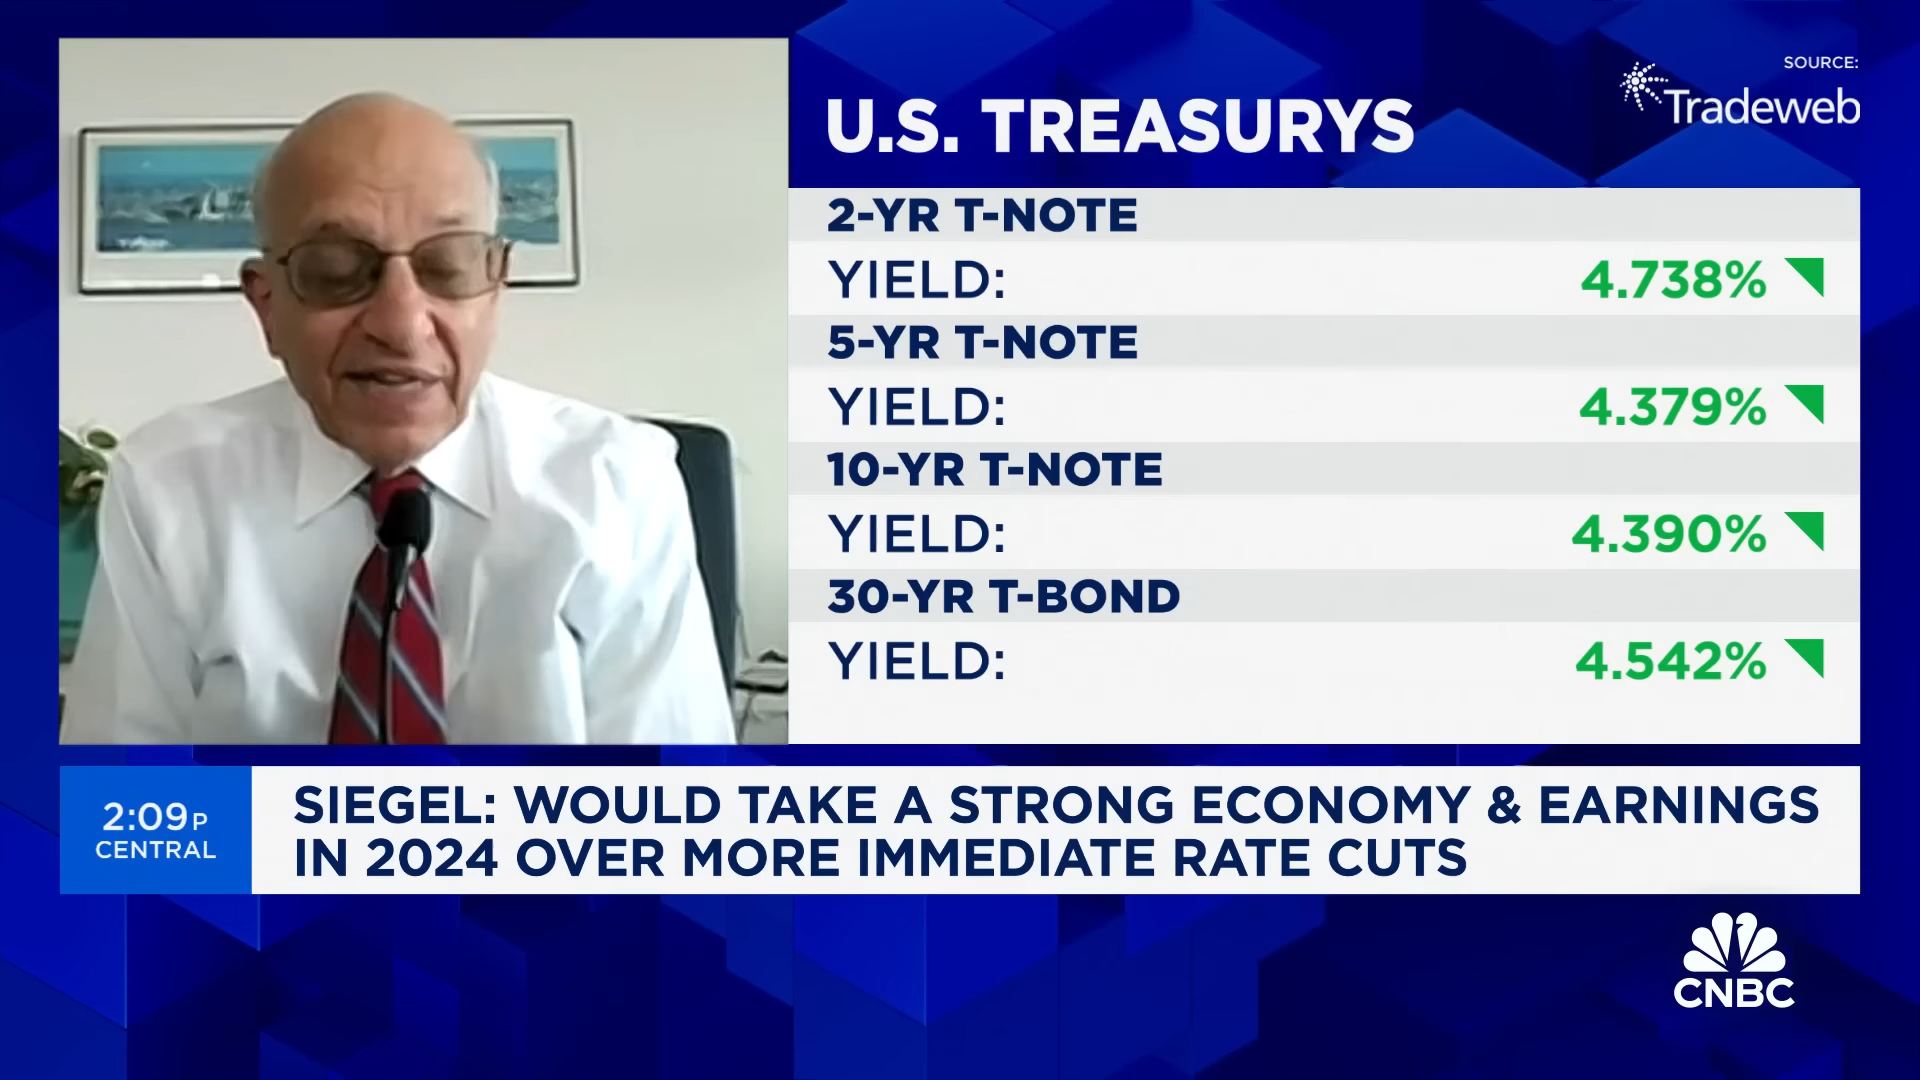 SOURCE:
Tradeweb
U.S. TREASURYS
2-YR T-NOTE
YIELD: 4.738%
5-YR T-NOTE
YIELD: 4.379%
10-YR T-NOTE
YIELD: 4.390%
30-YR T-BOND
YIELD: 4.542%
2:09P
CENTRAL
SIEGEL: WOULD TAKE A STRONG ECONOMY & EARNINGS
IN 2024 OVER MORE IMMEDIATE RATE CUTS
CNBC